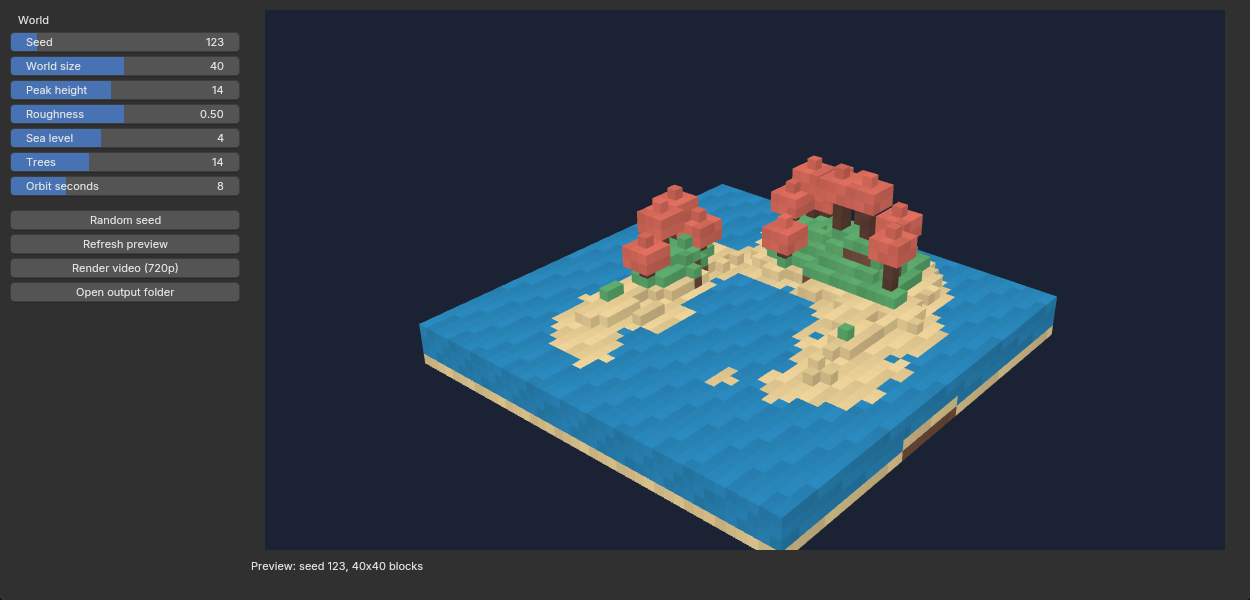 World
Seed 123
World size 40
Peak height 14
Roughness 0.50
Sea level 4
Trees 14
Orbit seconds 8
Random seed
Refresh preview
Render video (720p)
Open output folder
Preview: seed 123, 40x40 blocks